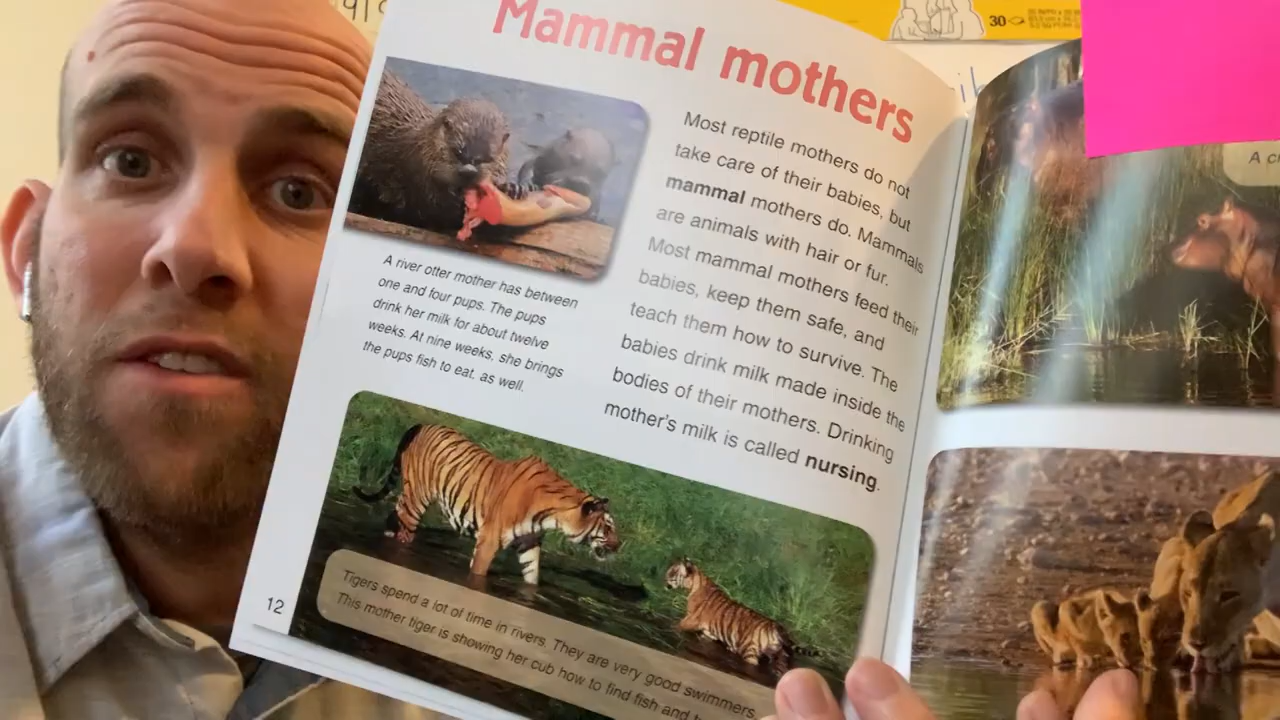 30
Mammal mothers
Most reptile mothers do not
take care of their babies, but
mammal mothers do. Mammals
are animals with hair or fur.
Most mammal mothers feed their
babies, keep them safe, and
teach them how to survive. The
babies drink milk made inside the
bodies of their mothers. Drinking
mother's milk is called nursing.
A river otter mother has between
one and four pups. The pups
drink her milk for about twelve
weeks. At nine weeks, she brings
the pups fish to eat, as well.
Tigers spend a lot of time in rivers. They are very good swimmers.
This mother tiger is showing her cub how to find fish and
12
A